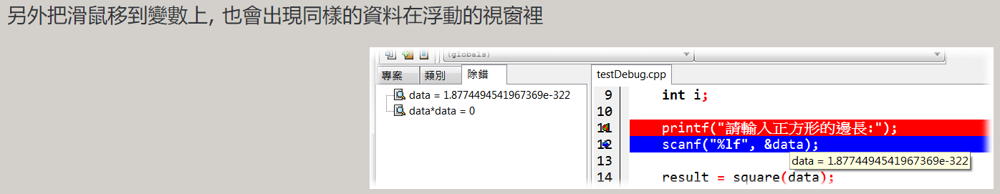 另外把滑鼠移到變數上, 也會出現同樣的資料在浮動的視窗裡
(globals)
專案 類別 除錯
testDebug.cpp
data = 1.8774494541967369e-322
data*data = 0
9 int i;
10
11 printf("請輸入正方形的邊長:");
12 scanf("%lf", &data);
13
data = 1.8774494541967369e-322
14 result = square(data);